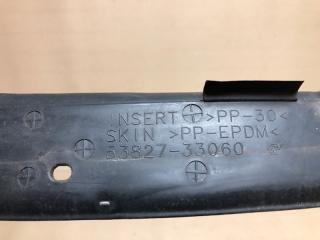 INSERT >PP-30<
SKIN >PP-EPDM<
53827-33060